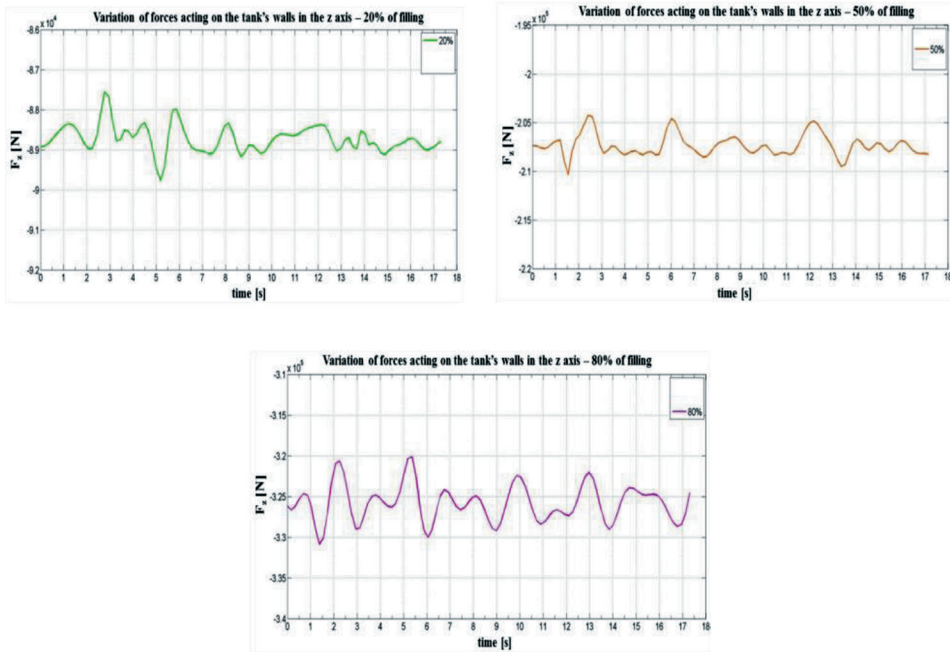 Variation of forces acting on the tank's walls in the z axis – 20% of filling
x 10⁴
-8.6
-8.7
-8.8
-8.9
-9
-9.1
-9.2
F_z [N]
20%
0 1 2 3 4 5 6 7 8 9 10 11 12 13 14 15 16 17 18
time [s]
Variation of forces acting on the tank's walls in the z axis – 50% of filling
-1.95
-2
-2.05
-2.1
-2.15
-2.2
F_z [N]
50%
0 1 2 3 4 5 6 7 8 9 10 11 12 13 14 15 16 17 18
time [s]
Variation of forces acting on the tank's walls in the z axis – 80% of filling
x 10⁵
-3.1
-3.15
-3.2
-3.25
-3.3
-3.35
-3.4
F_z [N]
80%
0 1 2 3 4 5 6 7 8 9 10 11 12 13 14 15 16 17 18
time [s]